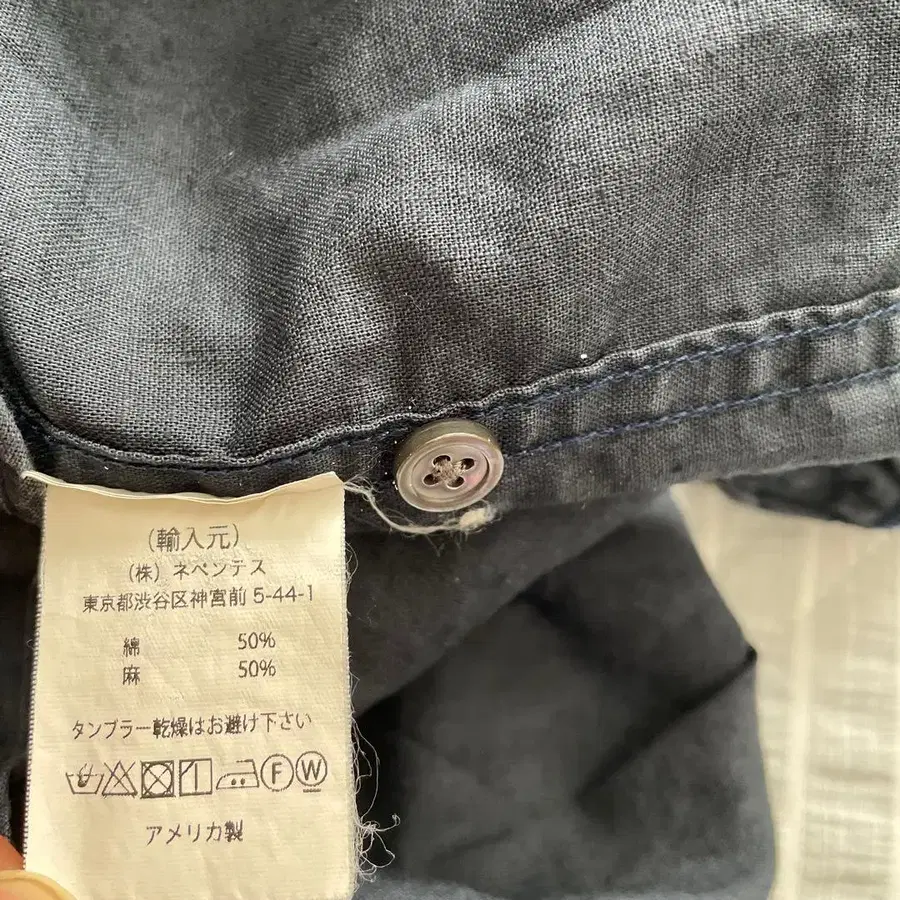 (輸入元)
(株) ネペンテス
東京都渋谷区神宮前 5-44-1
綿 50%
麻 50%
タンブラー乾燥はお避け下さい
F W
アメリカ製